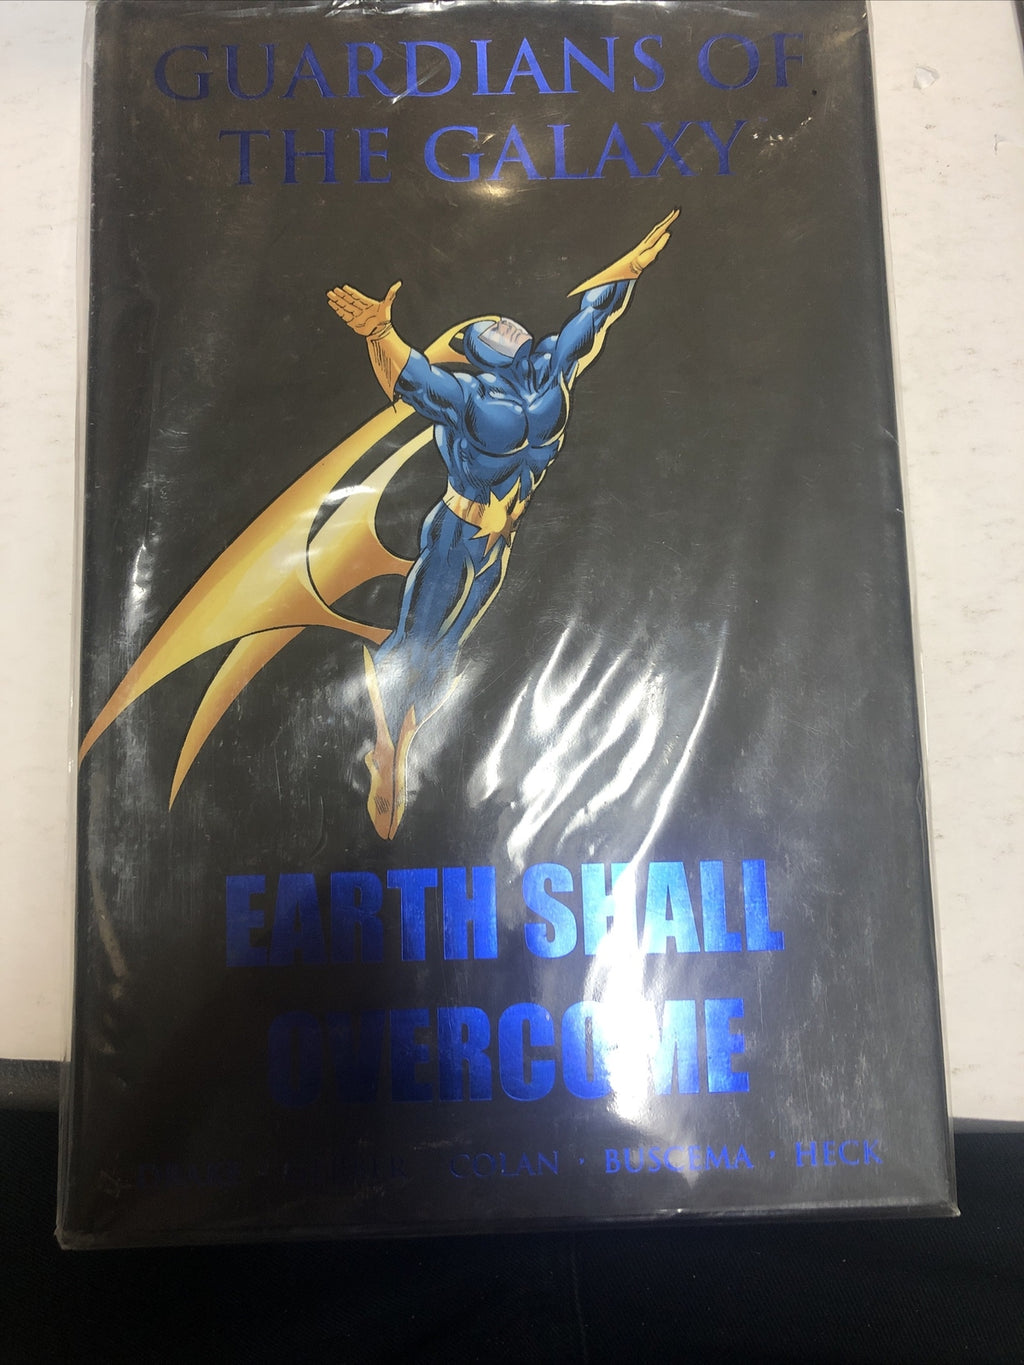 GUARDIANS OF
THE GALAXY
EARTH SHALL
OVERCOME
COLAN · BUSCEMA · HECK